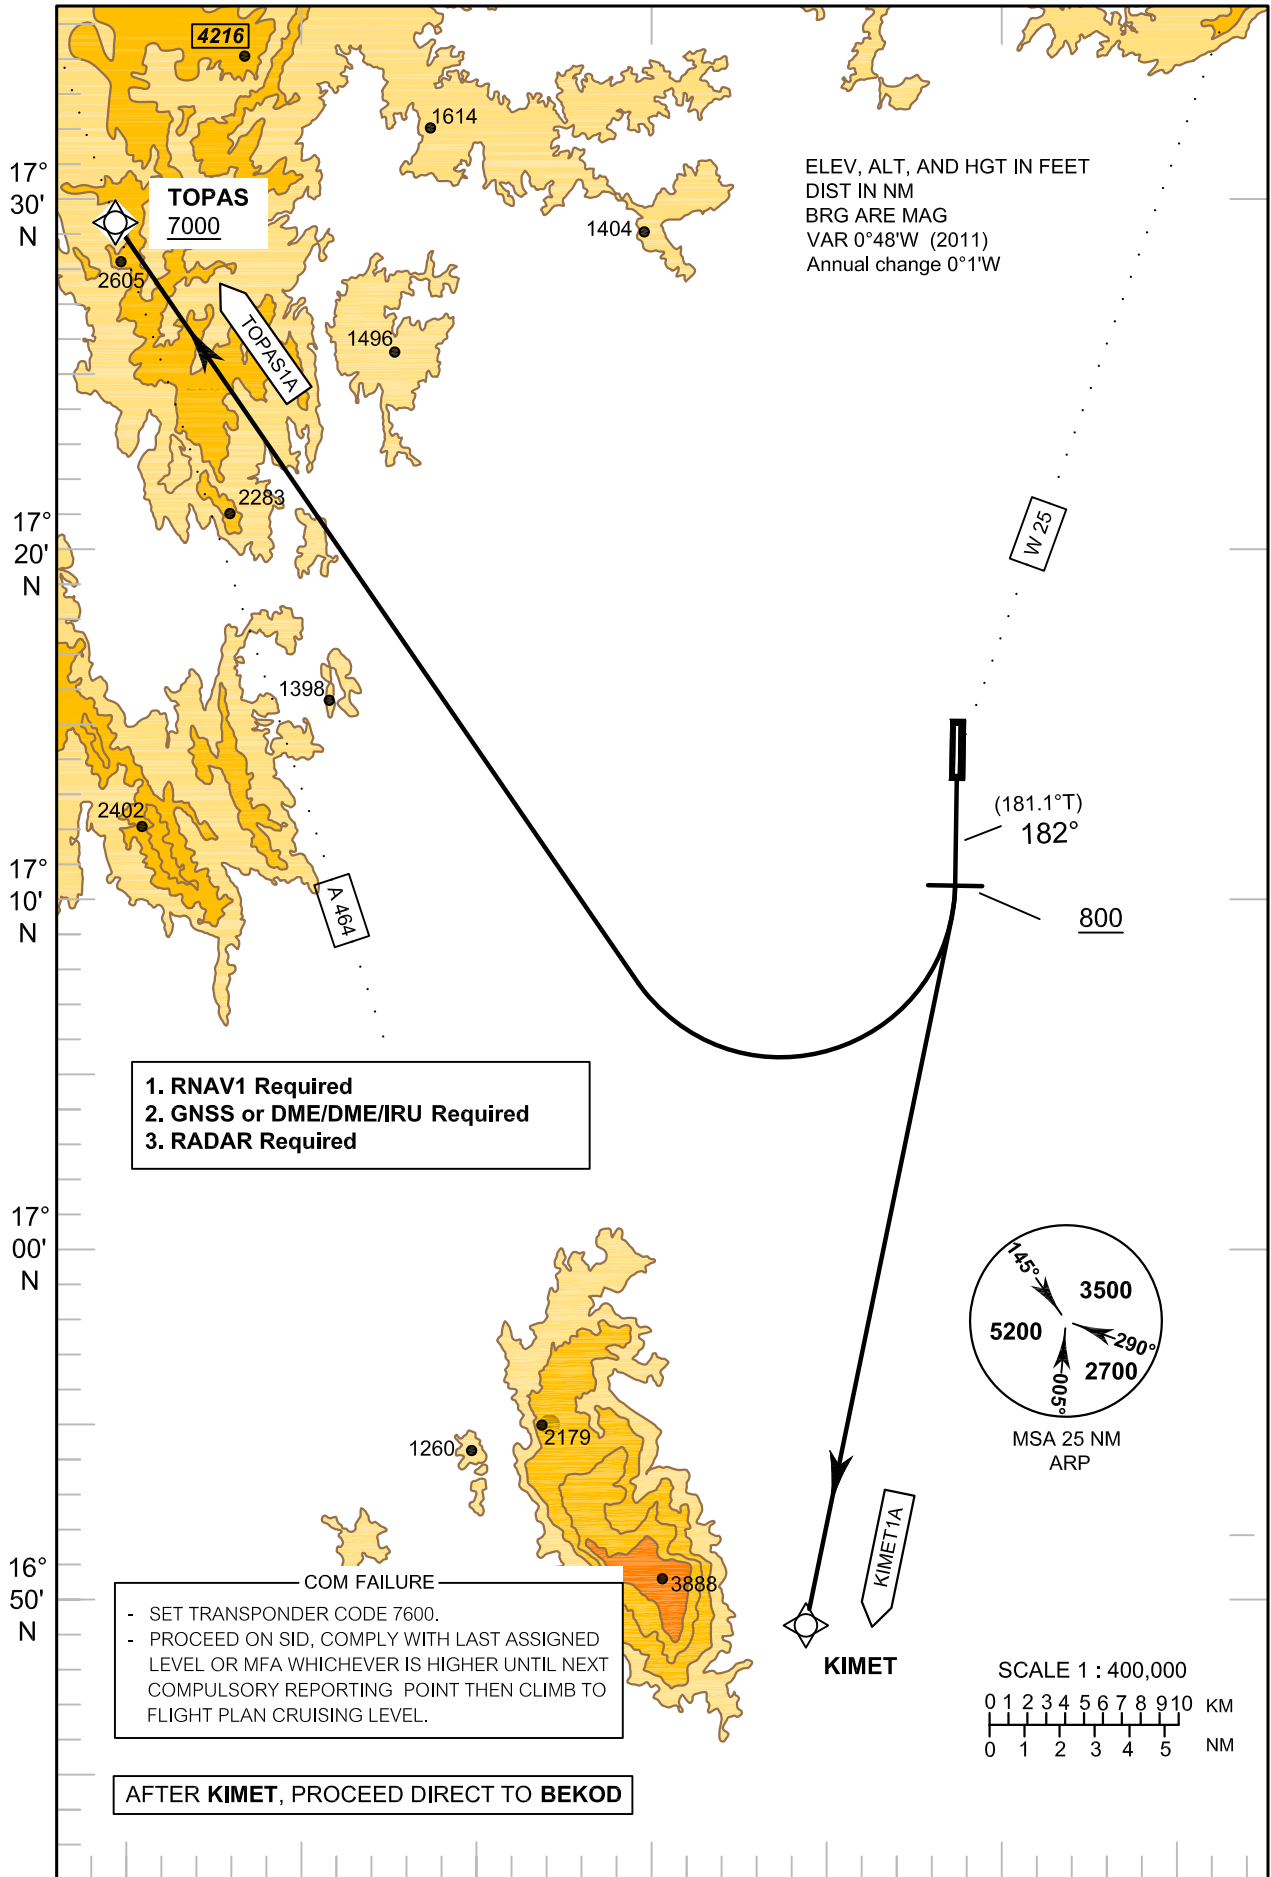 4216
1614
17°
30'
N
TOPAS
7000
ELEV, ALT, AND HGT IN FEET
DIST IN NM
BRG ARE MAG
VAR 0°48'W (2011)
Annual change 0°1'W
1404
2605
TOPAS1A
1496
2283
17°
20'
N
W 25
1398
2402
(181.1°T)
182°
17°
10'
N
A 464
800
1. RNAV1 Required
2. GNSS or DME/DME/IRU Required
3. RADAR Required
17°
00'
N
145°
3500
5200
290°
2700
005°
MSA 25 NM
ARP
2179
1260
KIMET1A
3888
16°
50'
N
COM FAILURE
- SET TRANSPONDER CODE 7600.
- PROCEED ON SID, COMPLY WITH LAST ASSIGNED
LEVEL OR MFA WHICHEVER IS HIGHER UNTIL NEXT
COMPULSORY REPORTING POINT THEN CLIMB TO
FLIGHT PLAN CRUISING LEVEL.
KIMET
SCALE 1 : 400,000
0 1 2 3 4 5 6 7 8 9 10 KM
0 1 2 3 4 5 NM
AFTER KIMET, PROCEED DIRECT TO BEKOD